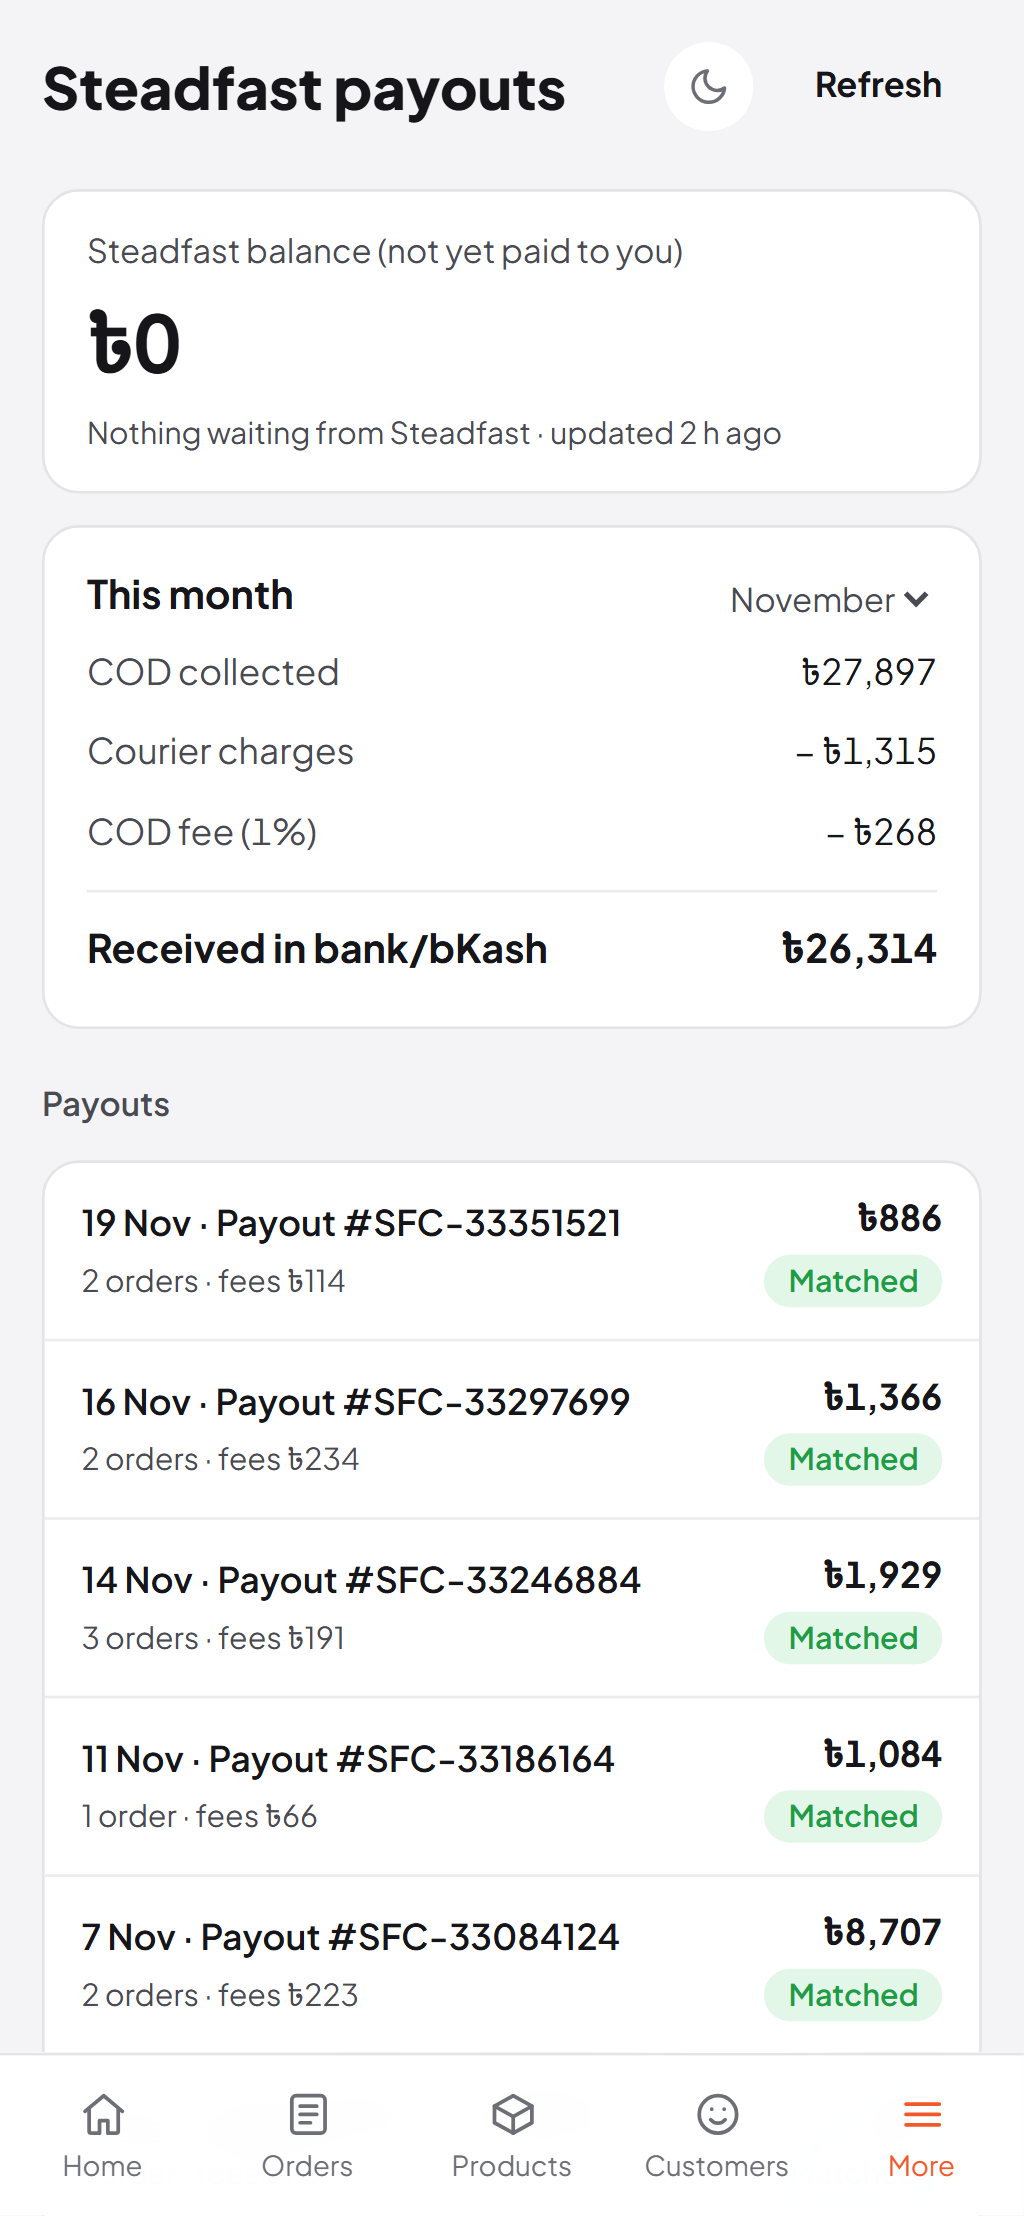 Steadfast payouts
Refresh
Steadfast balance (not yet paid to you)
৳0
Nothing waiting from Steadfast · updated 2 h ago
This month
November
COD collected
৳27,897
Courier charges
– ৳1,315
COD fee (1%)
– ৳268
Received in bank/bKash
৳26,314
Payouts
19 Nov · Payout #SFC-33351521
৳886
2 orders · fees ৳114
Matched
16 Nov · Payout #SFC-33297699
৳1,366
2 orders · fees ৳234
Matched
14 Nov · Payout #SFC-33246884
৳1,929
3 orders · fees ৳191
Matched
11 Nov · Payout #SFC-33186164
৳1,084
1 order · fees ৳66
Matched
7 Nov · Payout #SFC-33084124
৳8,707
2 orders · fees ৳223
Matched
Home
Orders
Products
Customers
More